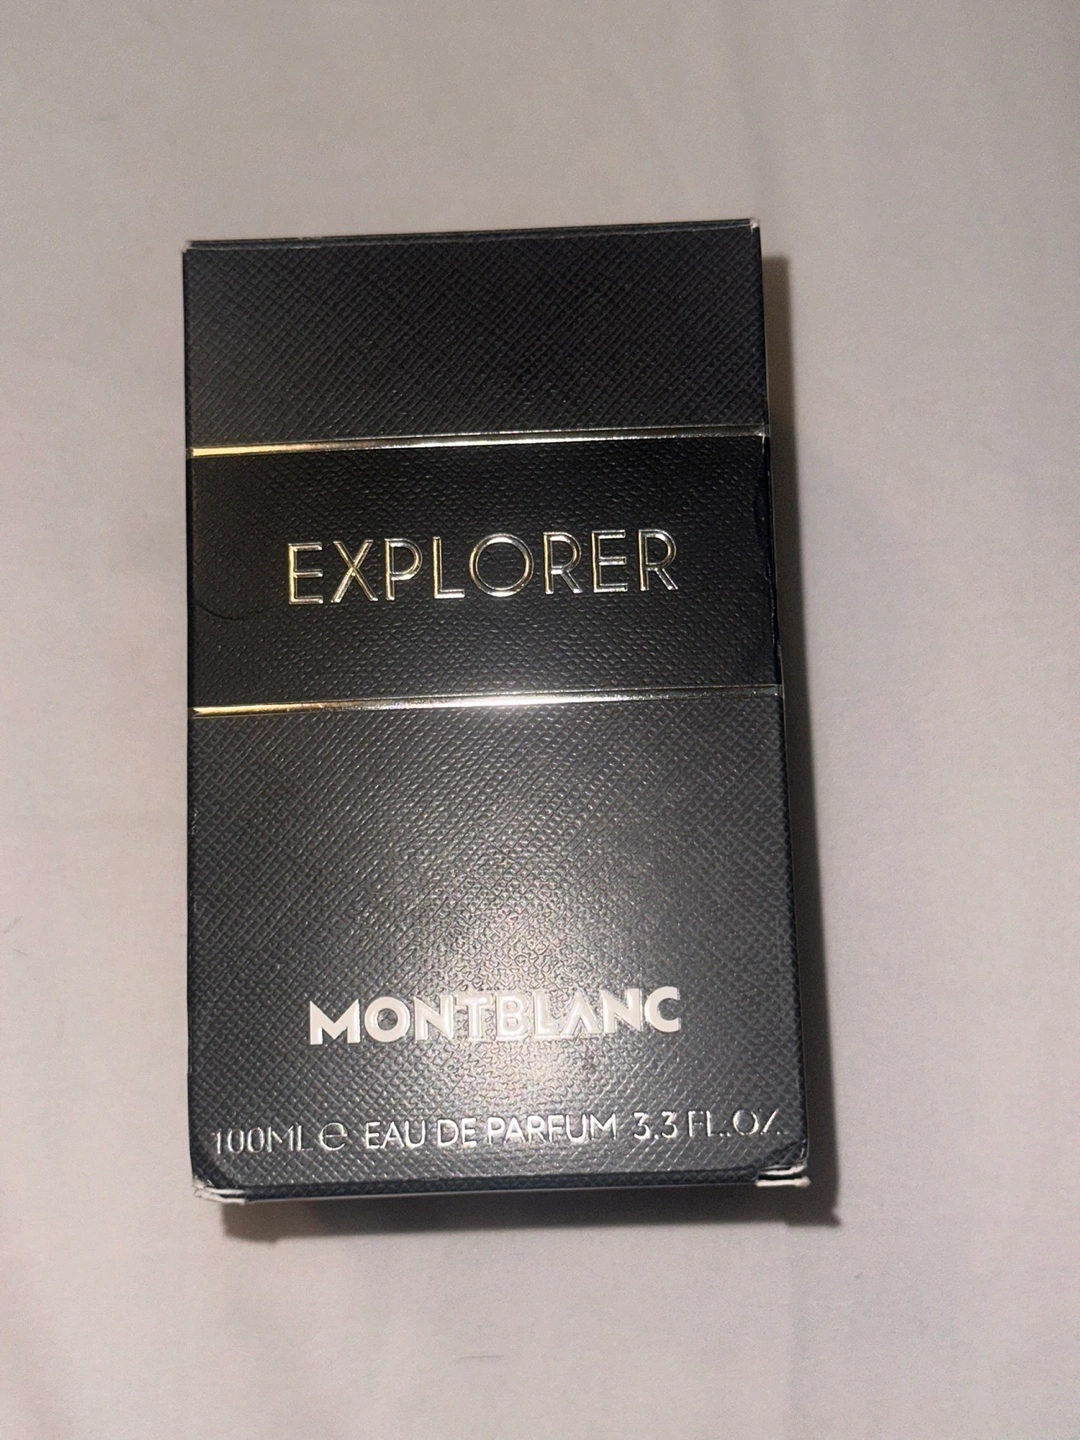 EXPLORER
MONTBLANC
100ML e EAU DE PARFUM 3.3 FL.OZ.